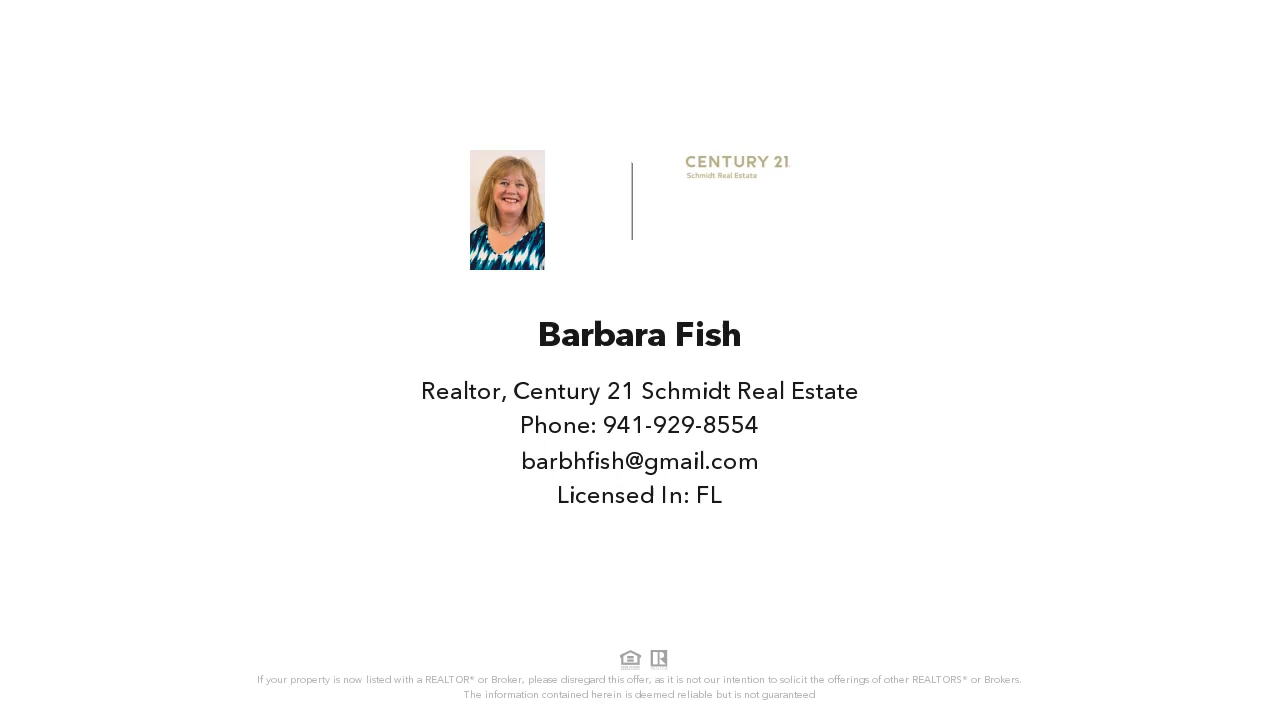 CENTURY 21
Schmidt Real Estate
Barbara Fish
Realtor, Century 21 Schmidt Real Estate
Phone: 941-929-8554
barbhfish@gmail.com
Licensed In: FL
If your property is now listed with a REALTOR® or Broker, please disregard this offer, as it is not our intention to solicit the offerings of other REALTORS® or Brokers.
The information contained herein is deemed reliable but is not guaranteed